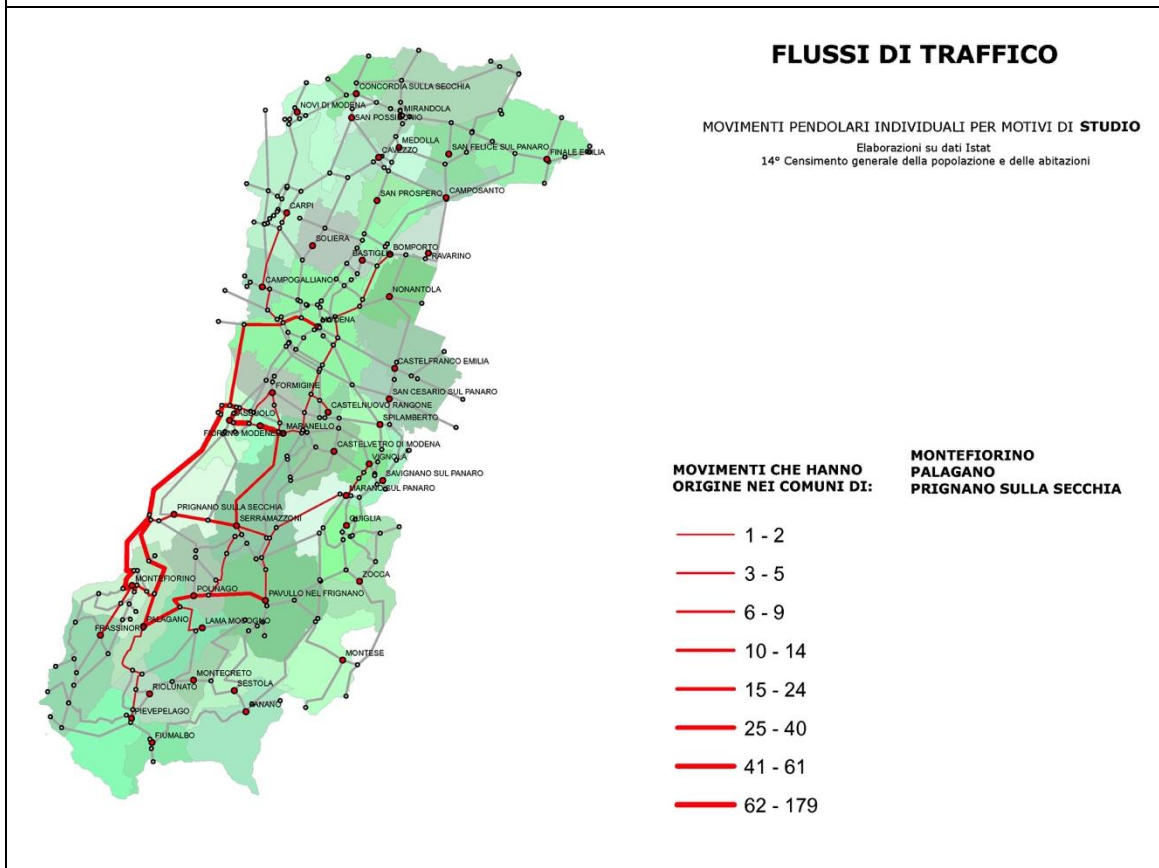 FLUSSI DI TRAFFICO
MOVIMENTI PENDOLARI INDIVIDUALI PER MOTIVI DI STUDIO
Elaborazioni su dati Istat
14° Censimento generale della popolazione e delle abitazioni
CONCORDIA SULLA SECCHIA
NOVI DI MODENA
MIRANDOLA
SAN POSSIDONIO
MEDOLLA
CAVEZZO
SAN FELICE SUL PANARO
FINALE EMILIA
SAN PROSPERO
CAMPOSANTO
CARPI
SOLIERA
BASTIGLIA
BOMPORTO
RAVARINO
CAMPOGALLIANO
NONANTOLA
MODENA
CASTELFRANCO EMILIA
FORMIGINE
SAN CESARIO SUL PANARO
SASSUOLO
CASTELNUOVO RANGONE
SPILAMBERTO
FIORANO MODENESE
MARANELLO
CASTELVETRO DI MODENA
VIGNOLA
SAVIGNANO SUL PANARO
MARANO SUL PANARO
PRIGNANO SULLA SECCHIA
SERRAMAZZONI
GUIGLIA
MONTEFIORINO
POLINAGO
PAVULLO NEL FRIGNANO
ZOCCA
FRASSINORO
PALAGANO
LAMA MOCOGNO
MONTESE
MONTECRETO
RIOLUNATO
SESTOLA
FANANO
PIEVEPELAGO
FIUMALBO
MOVIMENTI CHE HANNO
ORIGINE NEI COMUNI DI:
MONTEFIORINO
PALAGANO
PRIGNANO SULLA SECCHIA
1 - 2
3 - 5
6 - 9
10 - 14
15 - 24
25 - 40
41 - 61
62 - 179